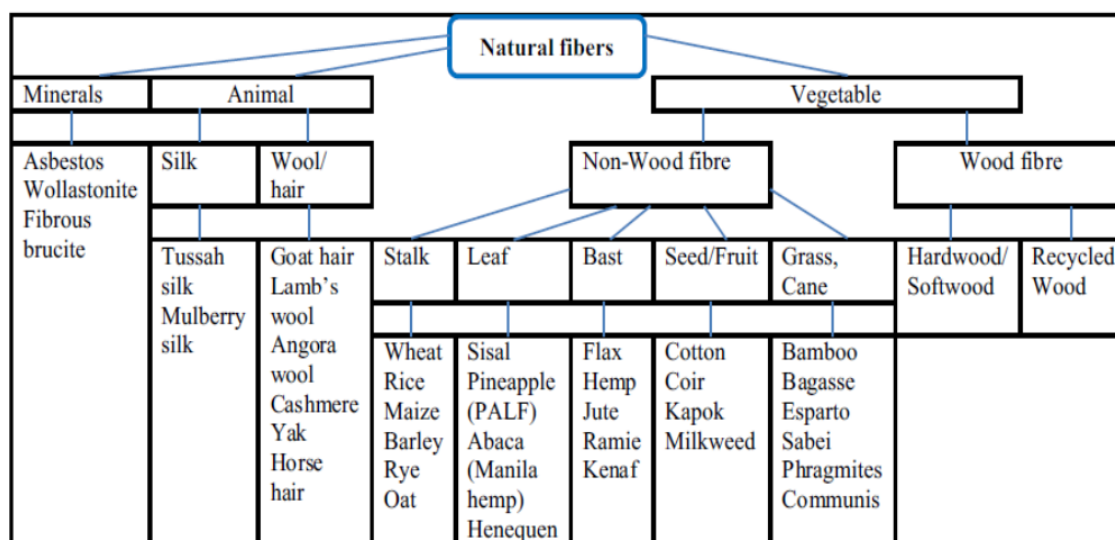 Natural fibers
Minerals
Animal
Vegetable
Asbestos
Wollastonite
Fibrous
brucite
Silk
Wool/
hair
Non-Wood fibre
Wood fibre
Tussah
silk
Mulberry
silk
Goat hair
Lamb's
wool
Angora
wool
Cashmere
Yak
Horse
hair
Stalk
Leaf
Bast
Seed/Fruit
Grass,
Cane
Hardwood/
Softwood
Recycled
Wood
Wheat
Rice
Maize
Barley
Rye
Oat
Sisal
Pineapple
(PALF)
Abaca
(Manila
hemp)
Henequen
Flax
Hemp
Jute
Ramie
Kenaf
Cotton
Coir
Kapok
Milkweed
Bamboo
Bagasse
Esparto
Sabei
Phragmites
Communis